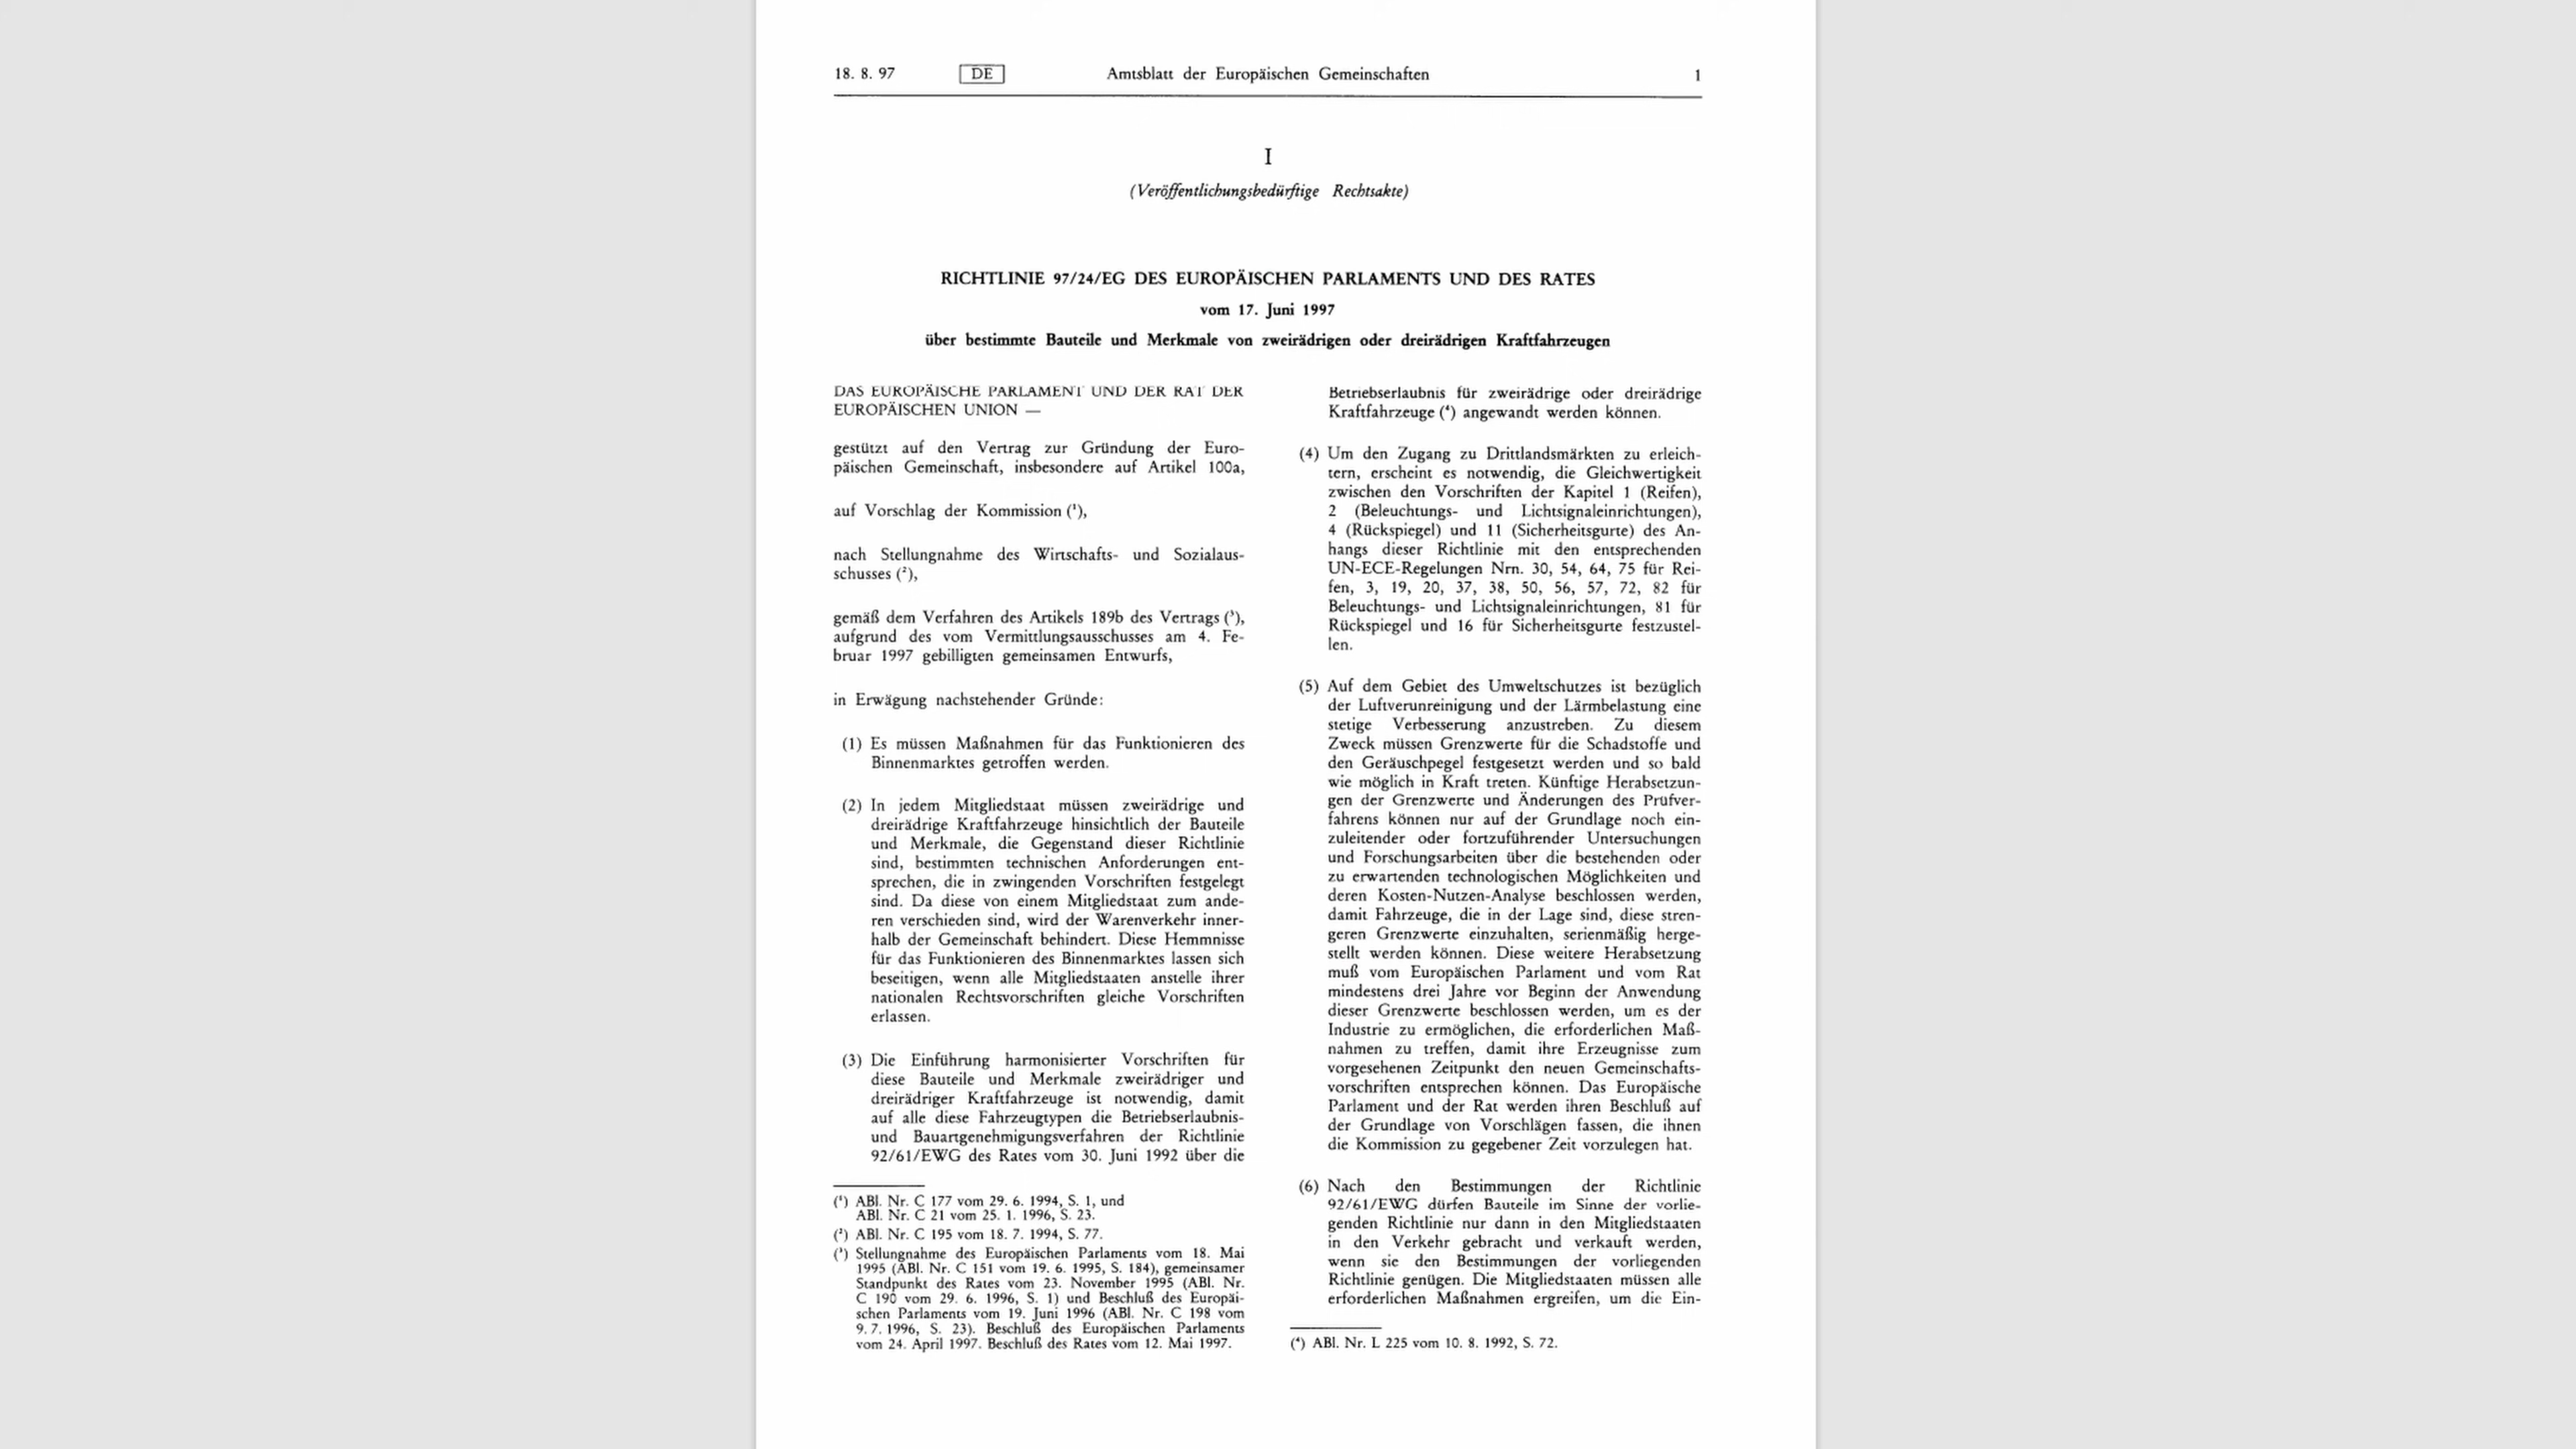 18. 8. 97 DE Amtsblatt der Europäischen Gemeinschaften 1
I
(Veröffentlichungsbedürftige Rechtsakte)
RICHTLINIE 97/24/EG DES EUROPÄISCHEN PARLAMENTS UND DES RATES
vom 17. Juni 1997
über bestimmte Bauteile und Merkmale von zweirädrigen oder dreirädrigen Kraftfahrzeugen
DAS EUROPÄISCHE PARLAMENT UND DER RAT DER
EUROPÄISCHEN UNION —
gestützt auf den Vertrag zur Gründung der Euro-
päischen Gemeinschaft, insbesondere auf Artikel 100a,
auf Vorschlag der Kommission (¹),
nach Stellungnahme des Wirtschafts- und Sozialaus-
schusses (²),
gemäß dem Verfahren des Artikels 189b des Vertrags (³),
aufgrund des vom Vermittlungsausschusses am 4. Fe-
bruar 1997 gebilligten gemeinsamen Entwurfs,
in Erwägung nachstehender Gründe:
(1) Es müssen Maßnahmen für das Funktionieren des
Binnenmarktes getroffen werden.
(2) In jedem Mitgliedstaat müssen zweirädrige und
dreirädrige Kraftfahrzeuge hinsichtlich der Bauteile
und Merkmale, die Gegenstand dieser Richtlinie
sind, bestimmten technischen Anforderungen ent-
sprechen, die in zwingenden Vorschriften festgelegt
sind. Da diese von einem Mitgliedstaat zum ande-
ren verschieden sind, wird der Warenverkehr inner-
halb der Gemeinschaft behindert. Diese Hemmnisse
für das Funktionieren des Binnenmarktes lassen sich
beseitigen, wenn alle Mitgliedstaaten anstelle ihrer
nationalen Rechtsvorschriften gleiche Vorschriften
erlassen.
(3) Die Einführung harmonisierter Vorschriften für
diese Bauteile und Merkmale zweirädriger und
dreirädriger Kraftfahrzeuge ist notwendig, damit
auf alle diese Fahrzeugtypen die Betriebserlaubnis-
und Bauartgenehmigungsverfahren der Richtlinie
92/61/EWG des Rates vom 30. Juni 1992 über die
(¹) ABl. Nr. C 177 vom 29. 6. 1994, S. 1, und
ABl. Nr. C 21 vom 25. 1. 1996, S. 23.
(²) ABl. Nr. C 195 vom 18. 7. 1994, S. 77.
(³) Stellungnahme des Europäischen Parlaments vom 18. Mai
1995 (ABl. Nr. C 151 vom 19. 6. 1995, S. 184), gemeinsamer
Standpunkt des Rates vom 23. November 1995 (ABl. Nr.
C 190 vom 29. 6. 1996, S. 1) und Beschluß des Europäi-
schen Parlaments vom 19. Juni 1996 (ABl. Nr. C 198 vom
9. 7. 1996, S. 23). Beschluß des Europäischen Parlaments
vom 24. April 1997. Beschluß des Rates vom 12. Mai 1997.
Betriebserlaubnis für zweirädrige oder dreirädrige
Kraftfahrzeuge (⁴) angewandt werden können.
(4) Um den Zugang zu Drittlandsmärkten zu erleich-
tern, erscheint es notwendig, die Gleichwertigkeit
zwischen den Vorschriften der Kapitel 1 (Reifen),
2 (Beleuchtungs- und Lichtsignaleinrichtungen),
4 (Rückspiegel) und 11 (Sicherheitsgurte) des An-
hangs dieser Richtlinie mit den entsprechenden
UN-ECE-Regelungen Nrn. 30, 54, 64, 75 für Rei-
fen, 3, 19, 20, 37, 38, 50, 56, 57, 72, 82 für
Beleuchtungs- und Lichtsignaleinrichtungen, 81 für
Rückspiegel und 16 für Sicherheitsgurte festzustel-
len.
(5) Auf dem Gebiet des Umweltschutzes ist bezüglich
der Luftverunreinigung und der Lärmbelastung eine
stetige Verbesserung anzustreben. Zu diesem
Zweck müssen Grenzwerte für die Schadstoffe und
den Geräuschpegel festgesetzt werden und so bald
wie möglich in Kraft treten. Künftige Herabsetzun-
gen der Grenzwerte und Änderungen des Prüfver-
fahrens können nur auf der Grundlage noch ein-
zuleitender oder fortzuführender Untersuchungen
und Forschungsarbeiten über die bestehenden oder
zu erwartenden technologischen Möglichkeiten und
deren Kosten-Nutzen-Analyse beschlossen werden,
damit Fahrzeuge, die in der Lage sind, diese stren-
geren Grenzwerte einzuhalten, serienmäßig herge-
stellt werden können. Diese weitere Herabsetzung
muß vom Europäischen Parlament und vom Rat
mindestens drei Jahre vor Beginn der Anwendung
dieser Grenzwerte beschlossen werden, um es der
Industrie zu ermöglichen, die erforderlichen Maß-
nahmen zu treffen, damit ihre Erzeugnisse zum
vorgesehenen Zeitpunkt den neuen Gemeinschafts-
vorschriften entsprechen können. Das Europäische
Parlament und der Rat werden ihren Beschluß auf
der Grundlage von Vorschlägen fassen, die ihnen
die Kommission zu gegebener Zeit vorzulegen hat.
(6) Nach den Bestimmungen der Richtlinie
92/61/EWG dürfen Bauteile im Sinne der vorlie-
genden Richtlinie nur dann in den Mitgliedstaaten
in den Verkehr gebracht und verkauft werden,
wenn sie den Bestimmungen der vorliegenden
Richtlinie genügen. Die Mitgliedstaaten müssen alle
erforderlichen Maßnahmen ergreifen, um die Ein-
(⁴) ABl. Nr. L 225 vom 10. 8. 1992, S. 72.